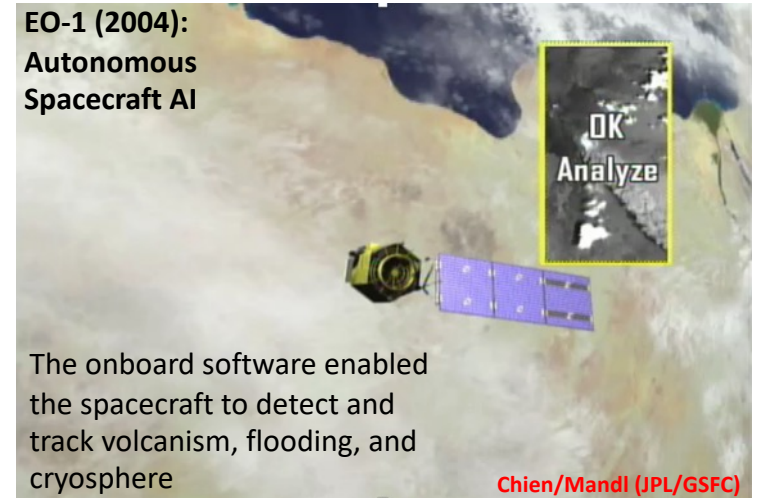 EO-1 (2004):
Autonomous
Spacecraft AI
OK
Analyze
The onboard software enabled
the spacecraft to detect and
track volcanism, flooding, and
cryosphere
Chien/Mandl (JPL/GSFC)